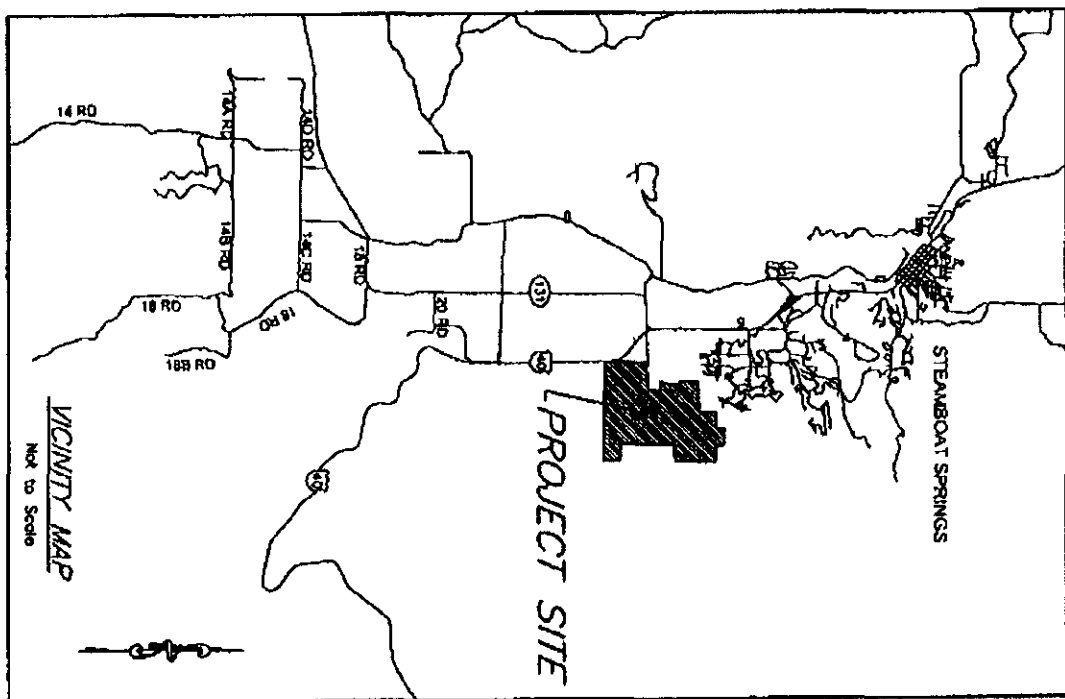 14 RD
14A RD
14D RD
14B RD
14C RD
18 RD
18 RD
18B RD
20 RD
131
40
40
STEAMBOAT SPRINGS
PROJECT SITE
VICINITY MAP
Not to Scale